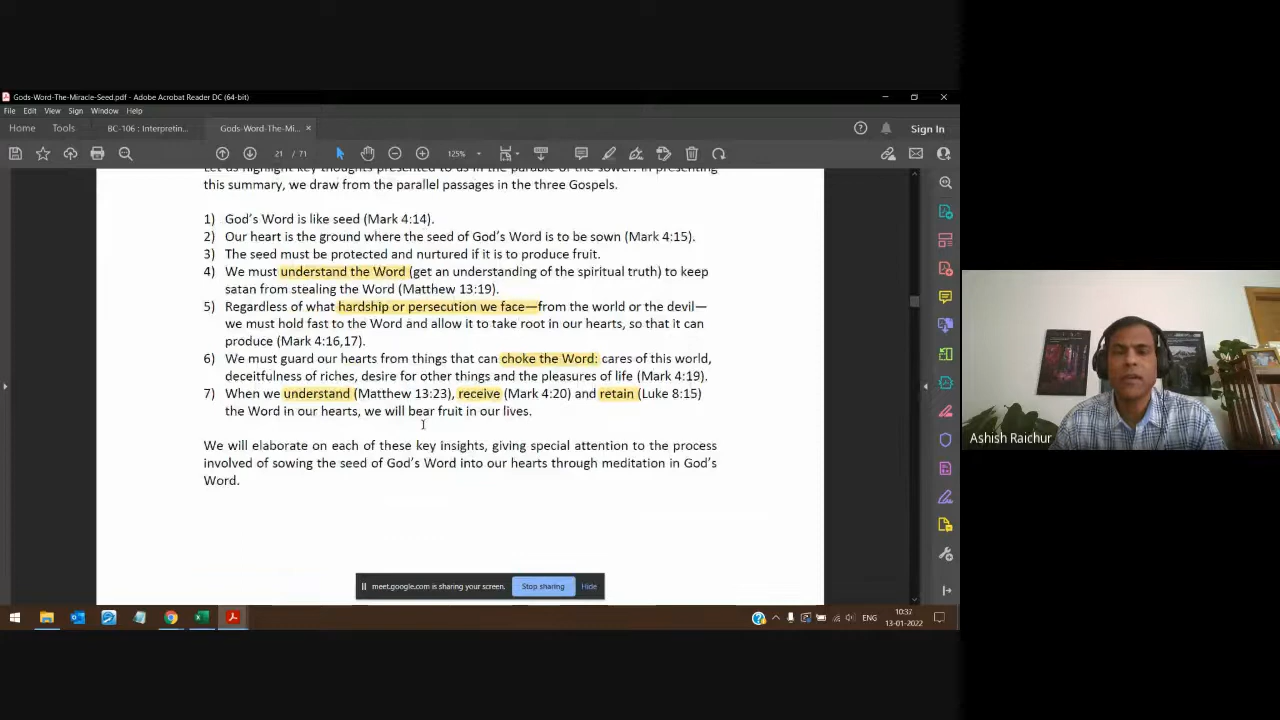 Gods-Word-The-Miracle-Seed.pdf - Adobe Acrobat Reader DC (64-bit)
File Edit View Sign Window Help
Home Tools BC-106 : Interpretin... Gods-Word-The-Mi... × Sign In
21 / 71 125%
this summary, we draw from the parallel passages in the three Gospels.
1) God's Word is like seed (Mark 4:14).
2) Our heart is the ground where the seed of God's Word is to be sown (Mark 4:15).
3) The seed must be protected and nurtured if it is to produce fruit.
4) We must understand the Word (get an understanding of the spiritual truth) to keep
satan from stealing the Word (Matthew 13:19).
5) Regardless of what hardship or persecution we face—from the world or the devil—
we must hold fast to the Word and allow it to take root in our hearts, so that it can
produce (Mark 4:16,17).
6) We must guard our hearts from things that can choke the Word: cares of this world,
deceitfulness of riches, desire for other things and the pleasures of life (Mark 4:19).
7) When we understand (Matthew 13:23), receive (Mark 4:20) and retain (Luke 8:15)
the Word in our hearts, we will bear fruit in our lives.
We will elaborate on each of these key insights, giving special attention to the process
involved of sowing the seed of God's Word into our hearts through meditation in God's
Word.
Ashish Raichur
meet.google.com is sharing your screen. Stop sharing Hide
ENG 10:37
13-01-2022